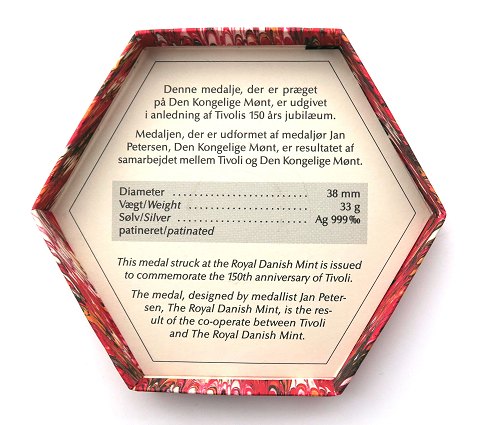 Denne medalje, der er præget
på Den Kongelige Mønt, er udgivet
i anledning af Tivolis 150 års jubilæum.
Medaljen, der er udformet af medaljør Jan
Petersen, Den Kongelige Mønt, er resultatet af
samarbejdet mellem Tivoli og Den Kongelige Mønt.
Diameter ........................... 38 mm
Vægt/Weight ........................... 33 g
Sølv/Silver ........................... Ag 999‰
patineret/patinated
This medal struck at the Royal Danish Mint is issued
to commemorate the 150th anniversary of Tivoli.
The medal, designed by medallist Jan Peter-
sen, The Royal Danish Mint, is the res-
ult of the co-operate between Tivoli
and The Royal Danish Mint.